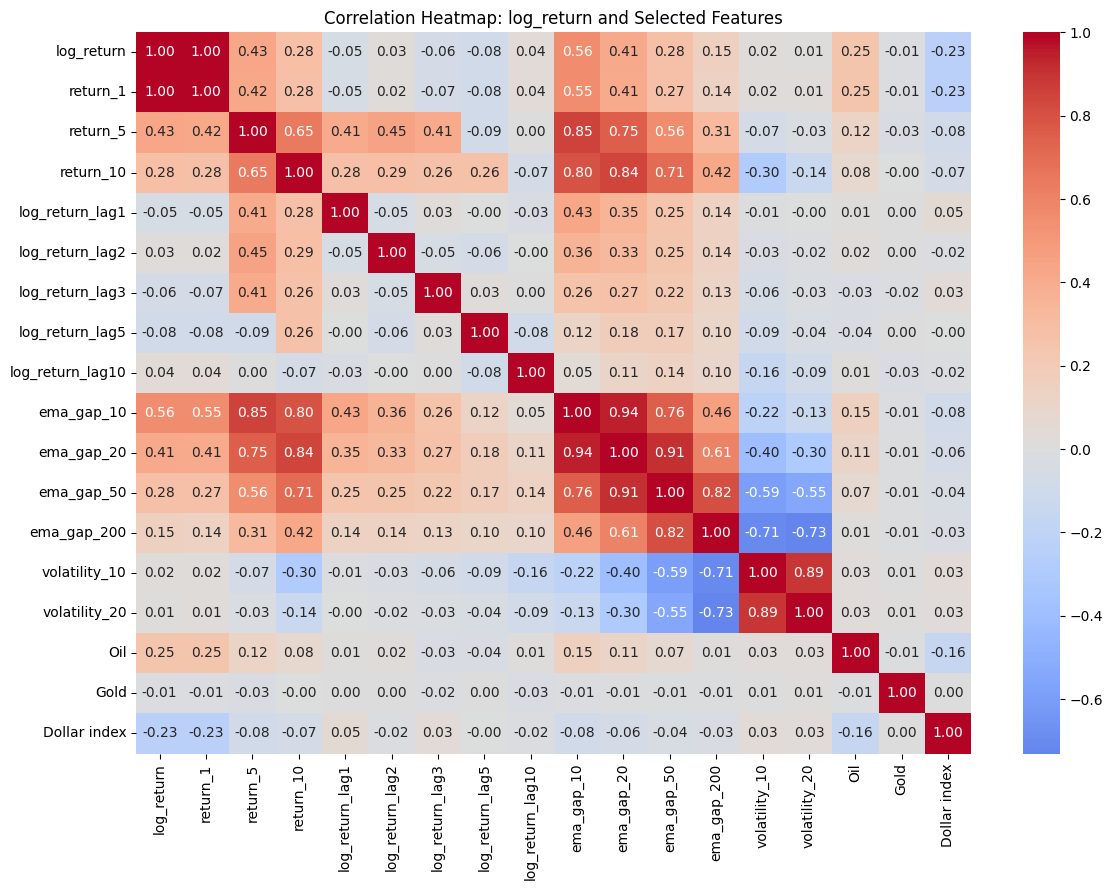 Correlation Heatmap: log_return and Selected Features
log_return 1.00 1.00 0.43 0.28 -0.05 0.03 -0.06 -0.08 0.04 0.56 0.41 0.28 0.15 0.02 0.01 0.25 -0.01 -0.23
return_1 1.00 1.00 0.42 0.28 -0.05 0.02 -0.07 -0.08 0.04 0.55 0.41 0.27 0.14 0.02 0.01 0.25 -0.01 -0.23
return_5 0.43 0.42 1.00 0.65 0.41 0.45 0.41 -0.09 0.00 0.85 0.75 0.56 0.31 -0.07 -0.03 0.12 -0.03 -0.08
return_10 0.28 0.28 0.65 1.00 0.28 0.29 0.26 0.26 -0.07 0.80 0.84 0.71 0.42 -0.30 -0.14 0.08 -0.00 -0.07
log_return_lag1 -0.05 -0.05 0.41 0.28 1.00 -0.05 0.03 -0.00 -0.03 0.43 0.35 0.25 0.14 -0.01 -0.00 0.01 0.00 0.05
log_return_lag2 0.03 0.02 0.45 0.29 -0.05 1.00 -0.05 -0.06 -0.00 0.36 0.33 0.25 0.14 -0.03 -0.02 0.02 0.00 -0.02
log_return_lag3 -0.06 -0.07 0.41 0.26 0.03 -0.05 1.00 0.03 0.00 0.26 0.27 0.22 0.13 -0.06 -0.03 -0.03 -0.02 0.03
log_return_lag5 -0.08 -0.08 -0.09 0.26 -0.00 -0.06 0.03 1.00 -0.08 0.12 0.18 0.17 0.10 -0.09 -0.04 -0.04 0.00 -0.00
log_return_lag10 0.04 0.04 0.00 -0.07 -0.03 -0.00 0.00 -0.08 1.00 0.05 0.11 0.14 0.10 -0.16 -0.09 0.01 -0.03 -0.02
ema_gap_10 0.56 0.55 0.85 0.80 0.43 0.36 0.26 0.12 0.05 1.00 0.94 0.76 0.46 -0.22 -0.13 0.15 -0.01 -0.08
ema_gap_20 0.41 0.41 0.75 0.84 0.35 0.33 0.27 0.18 0.11 0.94 1.00 0.91 0.61 -0.40 -0.30 0.11 -0.01 -0.06
ema_gap_50 0.28 0.27 0.56 0.71 0.25 0.25 0.22 0.17 0.14 0.76 0.91 1.00 0.82 -0.59 -0.55 0.07 -0.01 -0.04
ema_gap_200 0.15 0.14 0.31 0.42 0.14 0.14 0.13 0.10 0.10 0.46 0.61 0.82 1.00 -0.71 -0.73 0.01 -0.01 -0.03
volatility_10 0.02 0.02 -0.07 -0.30 -0.01 -0.03 -0.06 -0.09 -0.16 -0.22 -0.40 -0.59 -0.71 1.00 0.89 0.03 0.01 0.03
volatility_20 0.01 0.01 -0.03 -0.14 -0.00 -0.02 -0.03 -0.04 -0.09 -0.13 -0.30 -0.55 -0.73 0.89 1.00 0.03 0.01 0.03
Oil 0.25 0.25 0.12 0.08 0.01 0.02 -0.03 -0.04 0.01 0.15 0.11 0.07 0.01 0.03 0.03 1.00 -0.01 -0.16
Gold -0.01 -0.01 -0.03 -0.00 0.00 0.00 -0.02 0.00 -0.03 -0.01 -0.01 -0.01 -0.01 0.01 0.01 -0.01 1.00 0.00
Dollar index -0.23 -0.23 -0.08 -0.07 0.05 -0.02 0.03 -0.00 -0.02 -0.08 -0.06 -0.04 -0.03 0.03 0.03 -0.16 0.00 1.00
log_return
return_1
return_5
return_10
log_return_lag1
log_return_lag2
log_return_lag3
log_return_lag5
log_return_lag10
ema_gap_10
ema_gap_20
ema_gap_50
ema_gap_200
volatility_10
volatility_20
Oil
Gold
Dollar index
1.0
0.8
0.6
0.4
0.2
0.0
-0.2
-0.4
-0.6